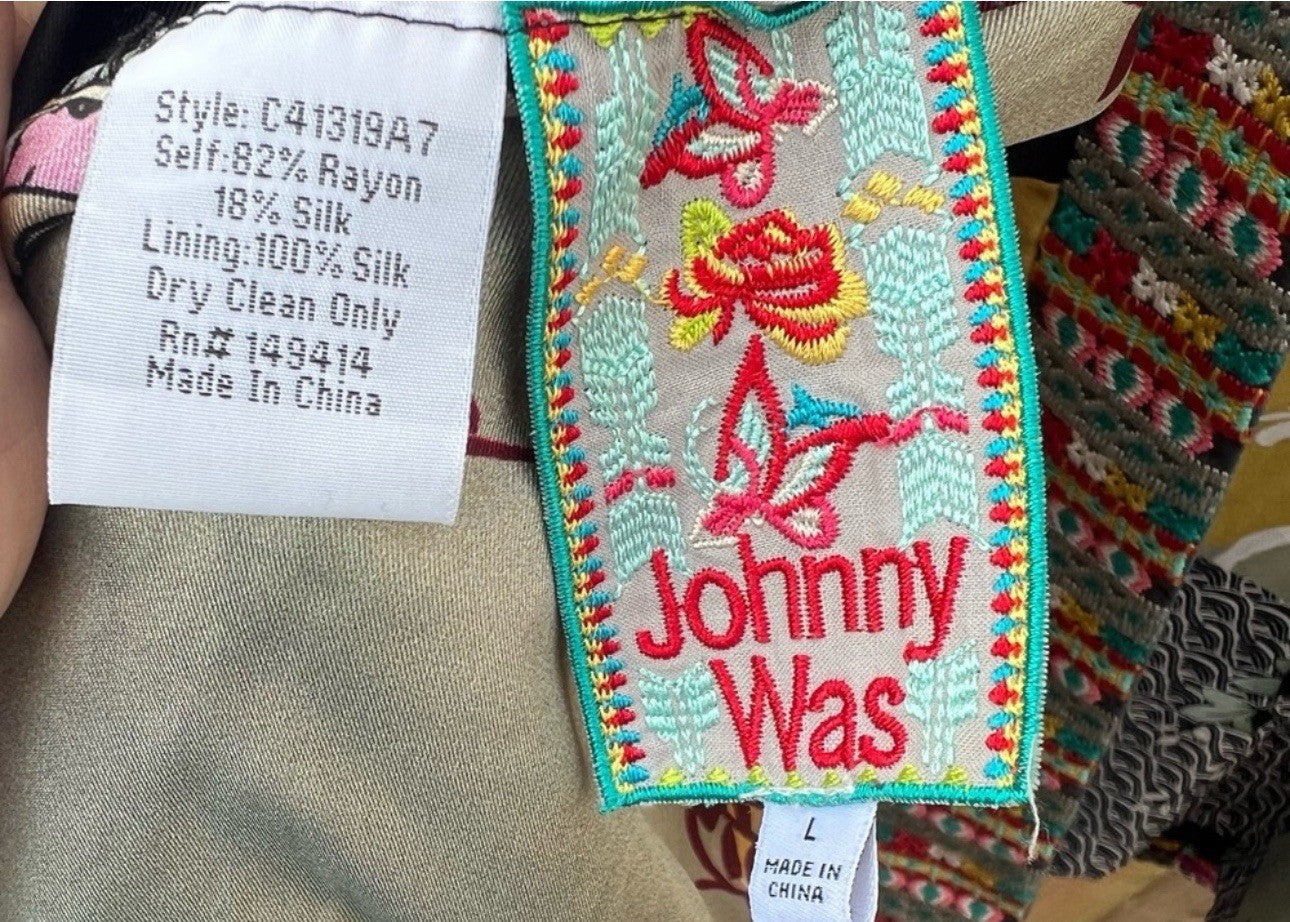 Style: C41319A7
Self:82% Rayon
18% Silk
Lining:100% Silk
Dry Clean Only
Rn# 149414
Made In China
Johnny
Was
L
MADE IN
CHINA